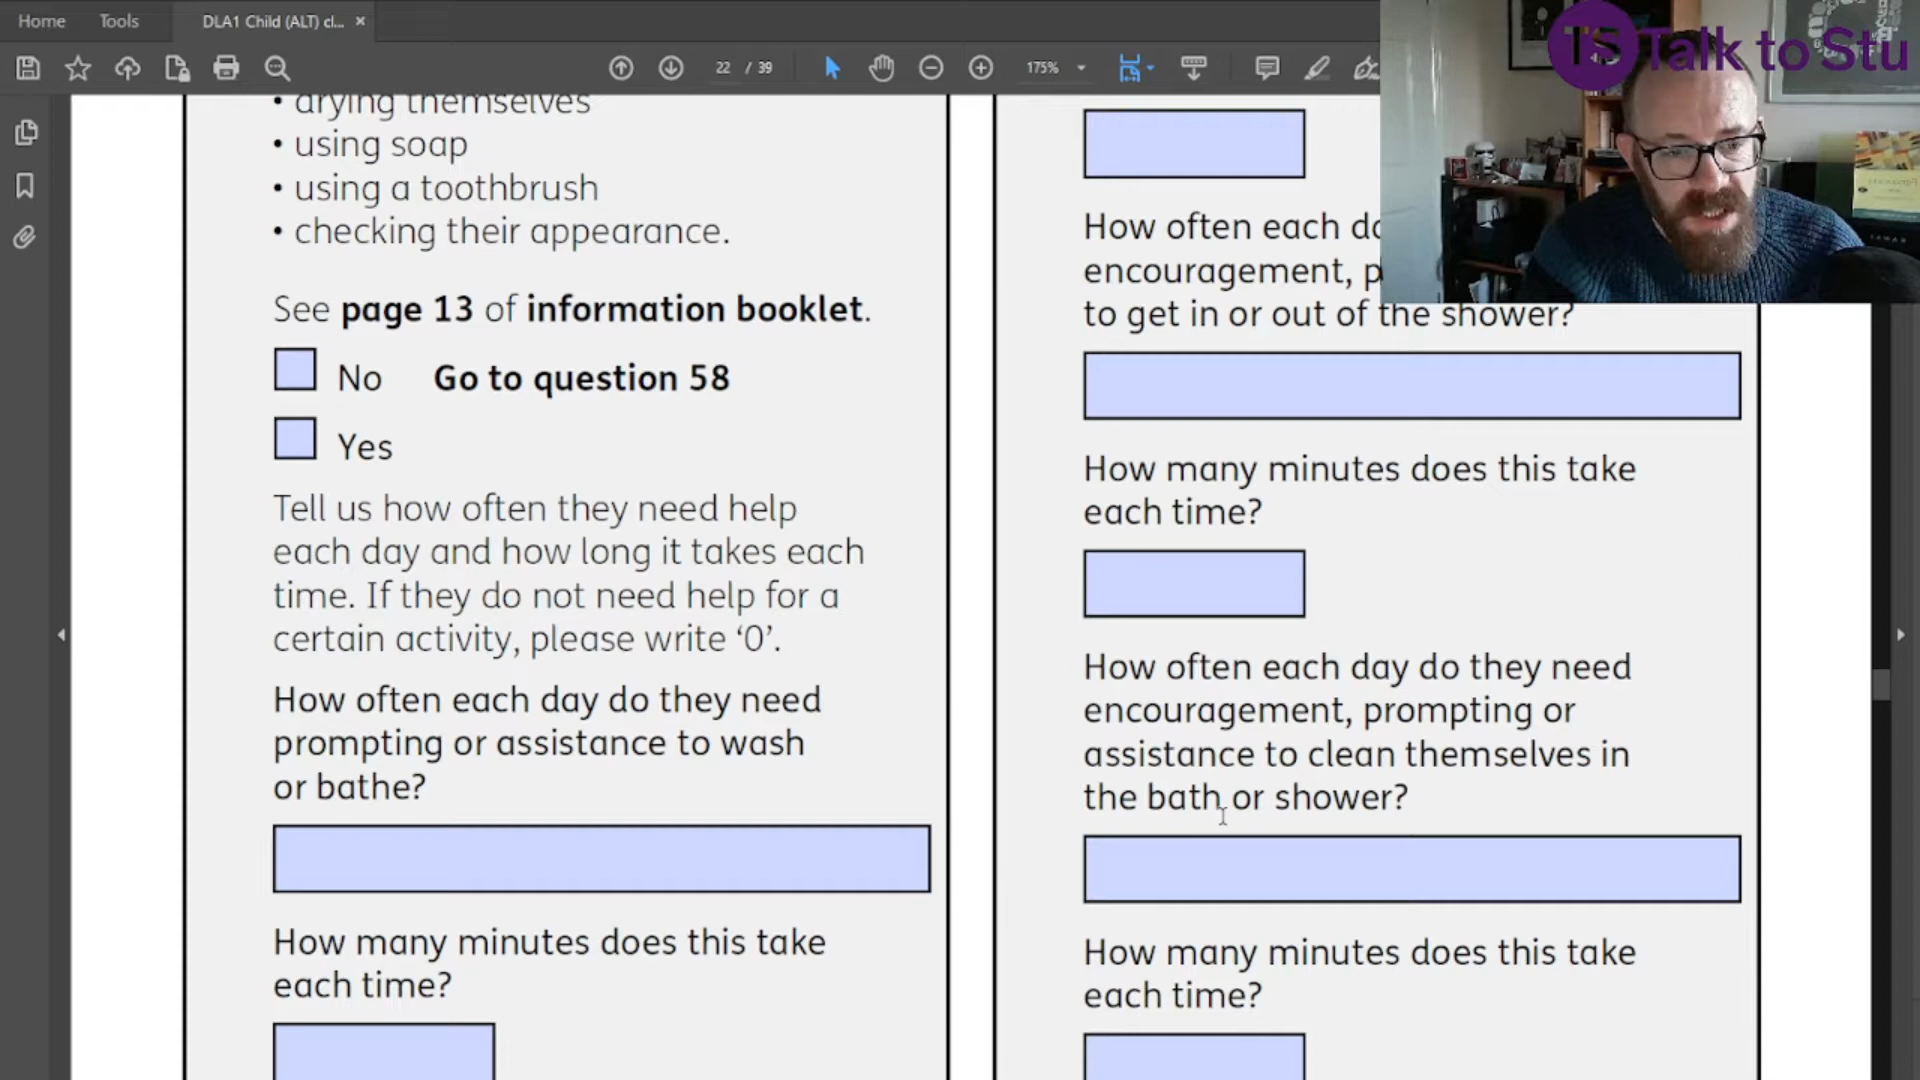 Home
Tools
DLA1 Child (ALT) cl...
22 / 39
175%
TS Talk to Stu
• drying themselves
• using soap
• using a toothbrush
• checking their appearance.
See page 13 of information booklet.
No Go to question 58
Yes
Tell us how often they need help
each day and how long it takes each
time. If they do not need help for a
certain activity, please write ‘0’.
How often each day do they need
prompting or assistance to wash
or bathe?
How many minutes does this take
each time?
How often each
encouragement,
to get in or out of the shower?
How many minutes does this take
each time?
How often each day do they need
encouragement, prompting or
assistance to clean themselves in
the bath or shower?
How many minutes does this take
each time?